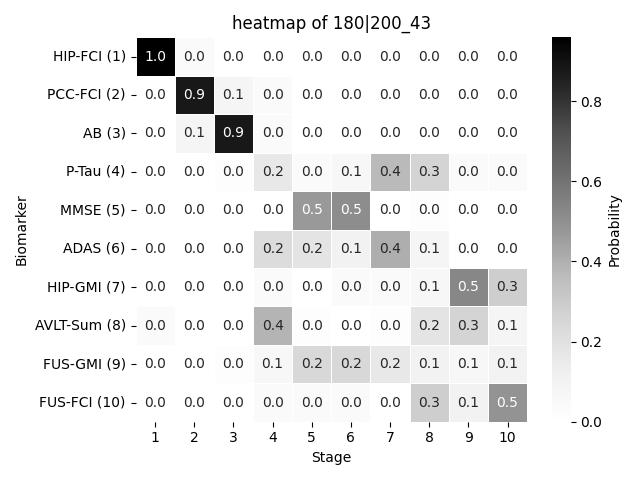 heatmap of 180|200_43
HIP-FCI (1) 1.0 0.0 0.0 0.0 0.0 0.0 0.0 0.0 0.0 0.0
PCC-FCI (2) 0.0 0.9 0.1 0.0 0.0 0.0 0.0 0.0 0.0 0.0
AB (3) 0.0 0.1 0.9 0.0 0.0 0.0 0.0 0.0 0.0 0.0
P-Tau (4) 0.0 0.0 0.0 0.2 0.0 0.1 0.4 0.3 0.0 0.0
MMSE (5) 0.0 0.0 0.0 0.0 0.5 0.5 0.0 0.0 0.0 0.0
ADAS (6) 0.0 0.0 0.0 0.2 0.2 0.1 0.4 0.1 0.0 0.0
HIP-GMI (7) 0.0 0.0 0.0 0.0 0.0 0.0 0.0 0.1 0.5 0.3
AVLT-Sum (8) 0.0 0.0 0.0 0.4 0.0 0.0 0.0 0.2 0.3 0.1
FUS-GMI (9) 0.0 0.0 0.0 0.1 0.2 0.2 0.2 0.1 0.1 0.1
FUS-FCI (10) 0.0 0.0 0.0 0.0 0.0 0.0 0.0 0.3 0.1 0.5
1 2 3 4 5 6 7 8 9 10
Stage
Biomarker
0.8
0.6
0.4
0.2
0.0
Probability